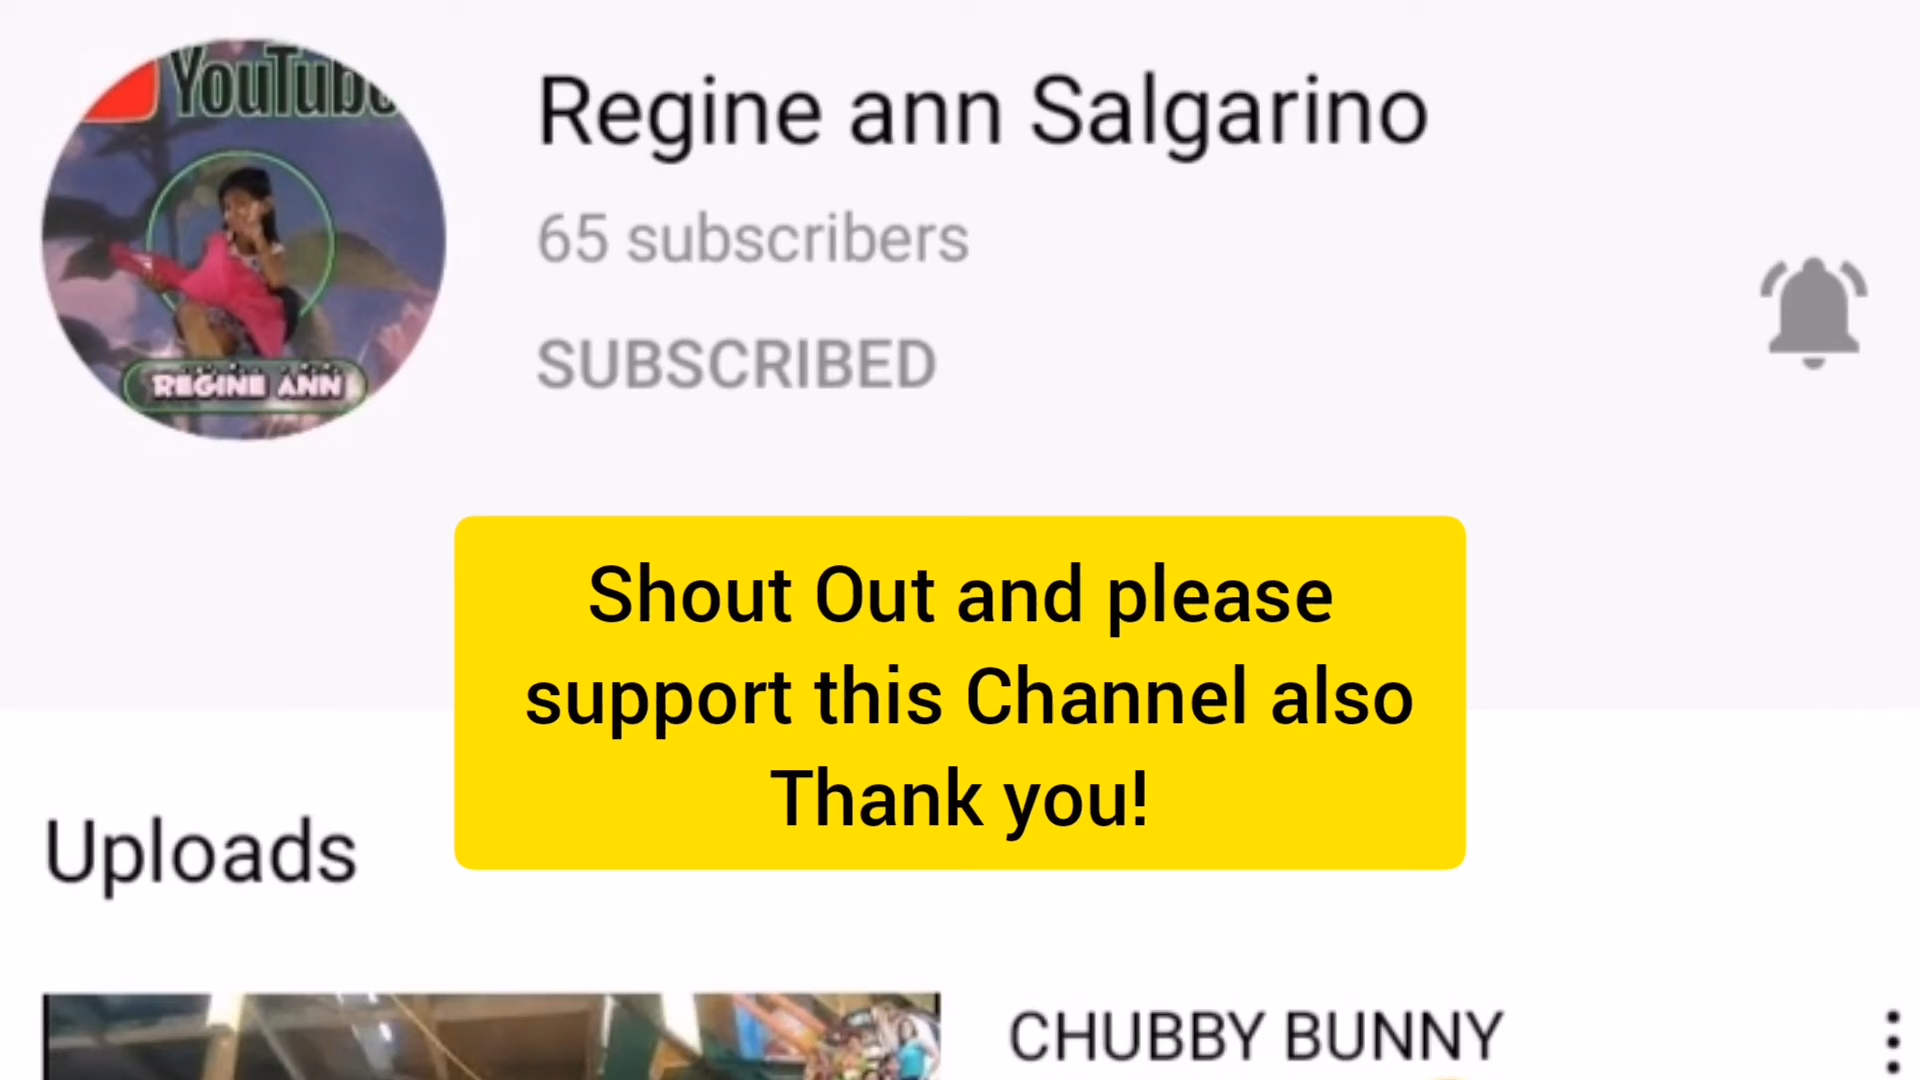 YouTube
REGINE ANN
Regine ann Salgarino
65 subscribers
SUBSCRIBED
Shout Out and please
support this Channel also
Thank you!
Uploads
CHUBBY BUNNY